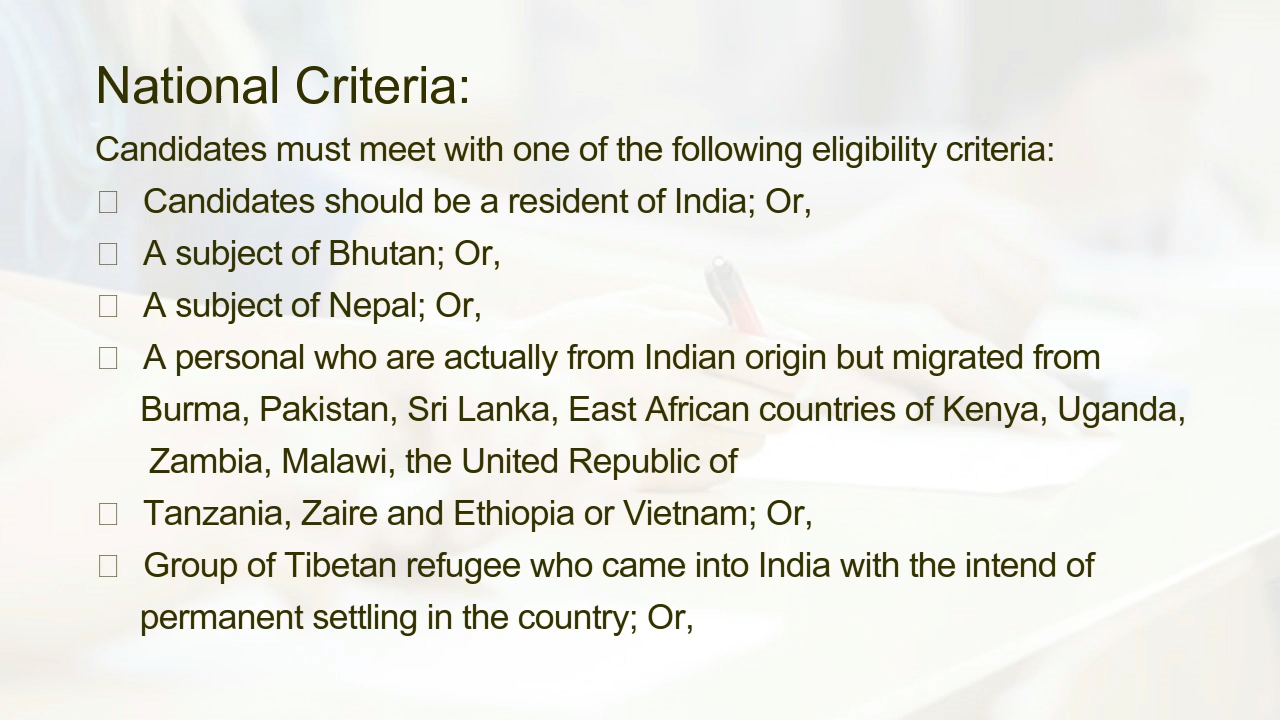 National Criteria:
Candidates must meet with one of the following eligibility criteria:
Candidates should be a resident of India; Or,
A subject of Bhutan; Or,
A subject of Nepal; Or,
A personal who are actually from Indian origin but migrated from
Burma, Pakistan, Sri Lanka, East African countries of Kenya, Uganda,
Zambia, Malawi, the United Republic of
Tanzania, Zaire and Ethiopia or Vietnam; Or,
Group of Tibetan refugee who came into India with the intend of
permanent settling in the country; Or,